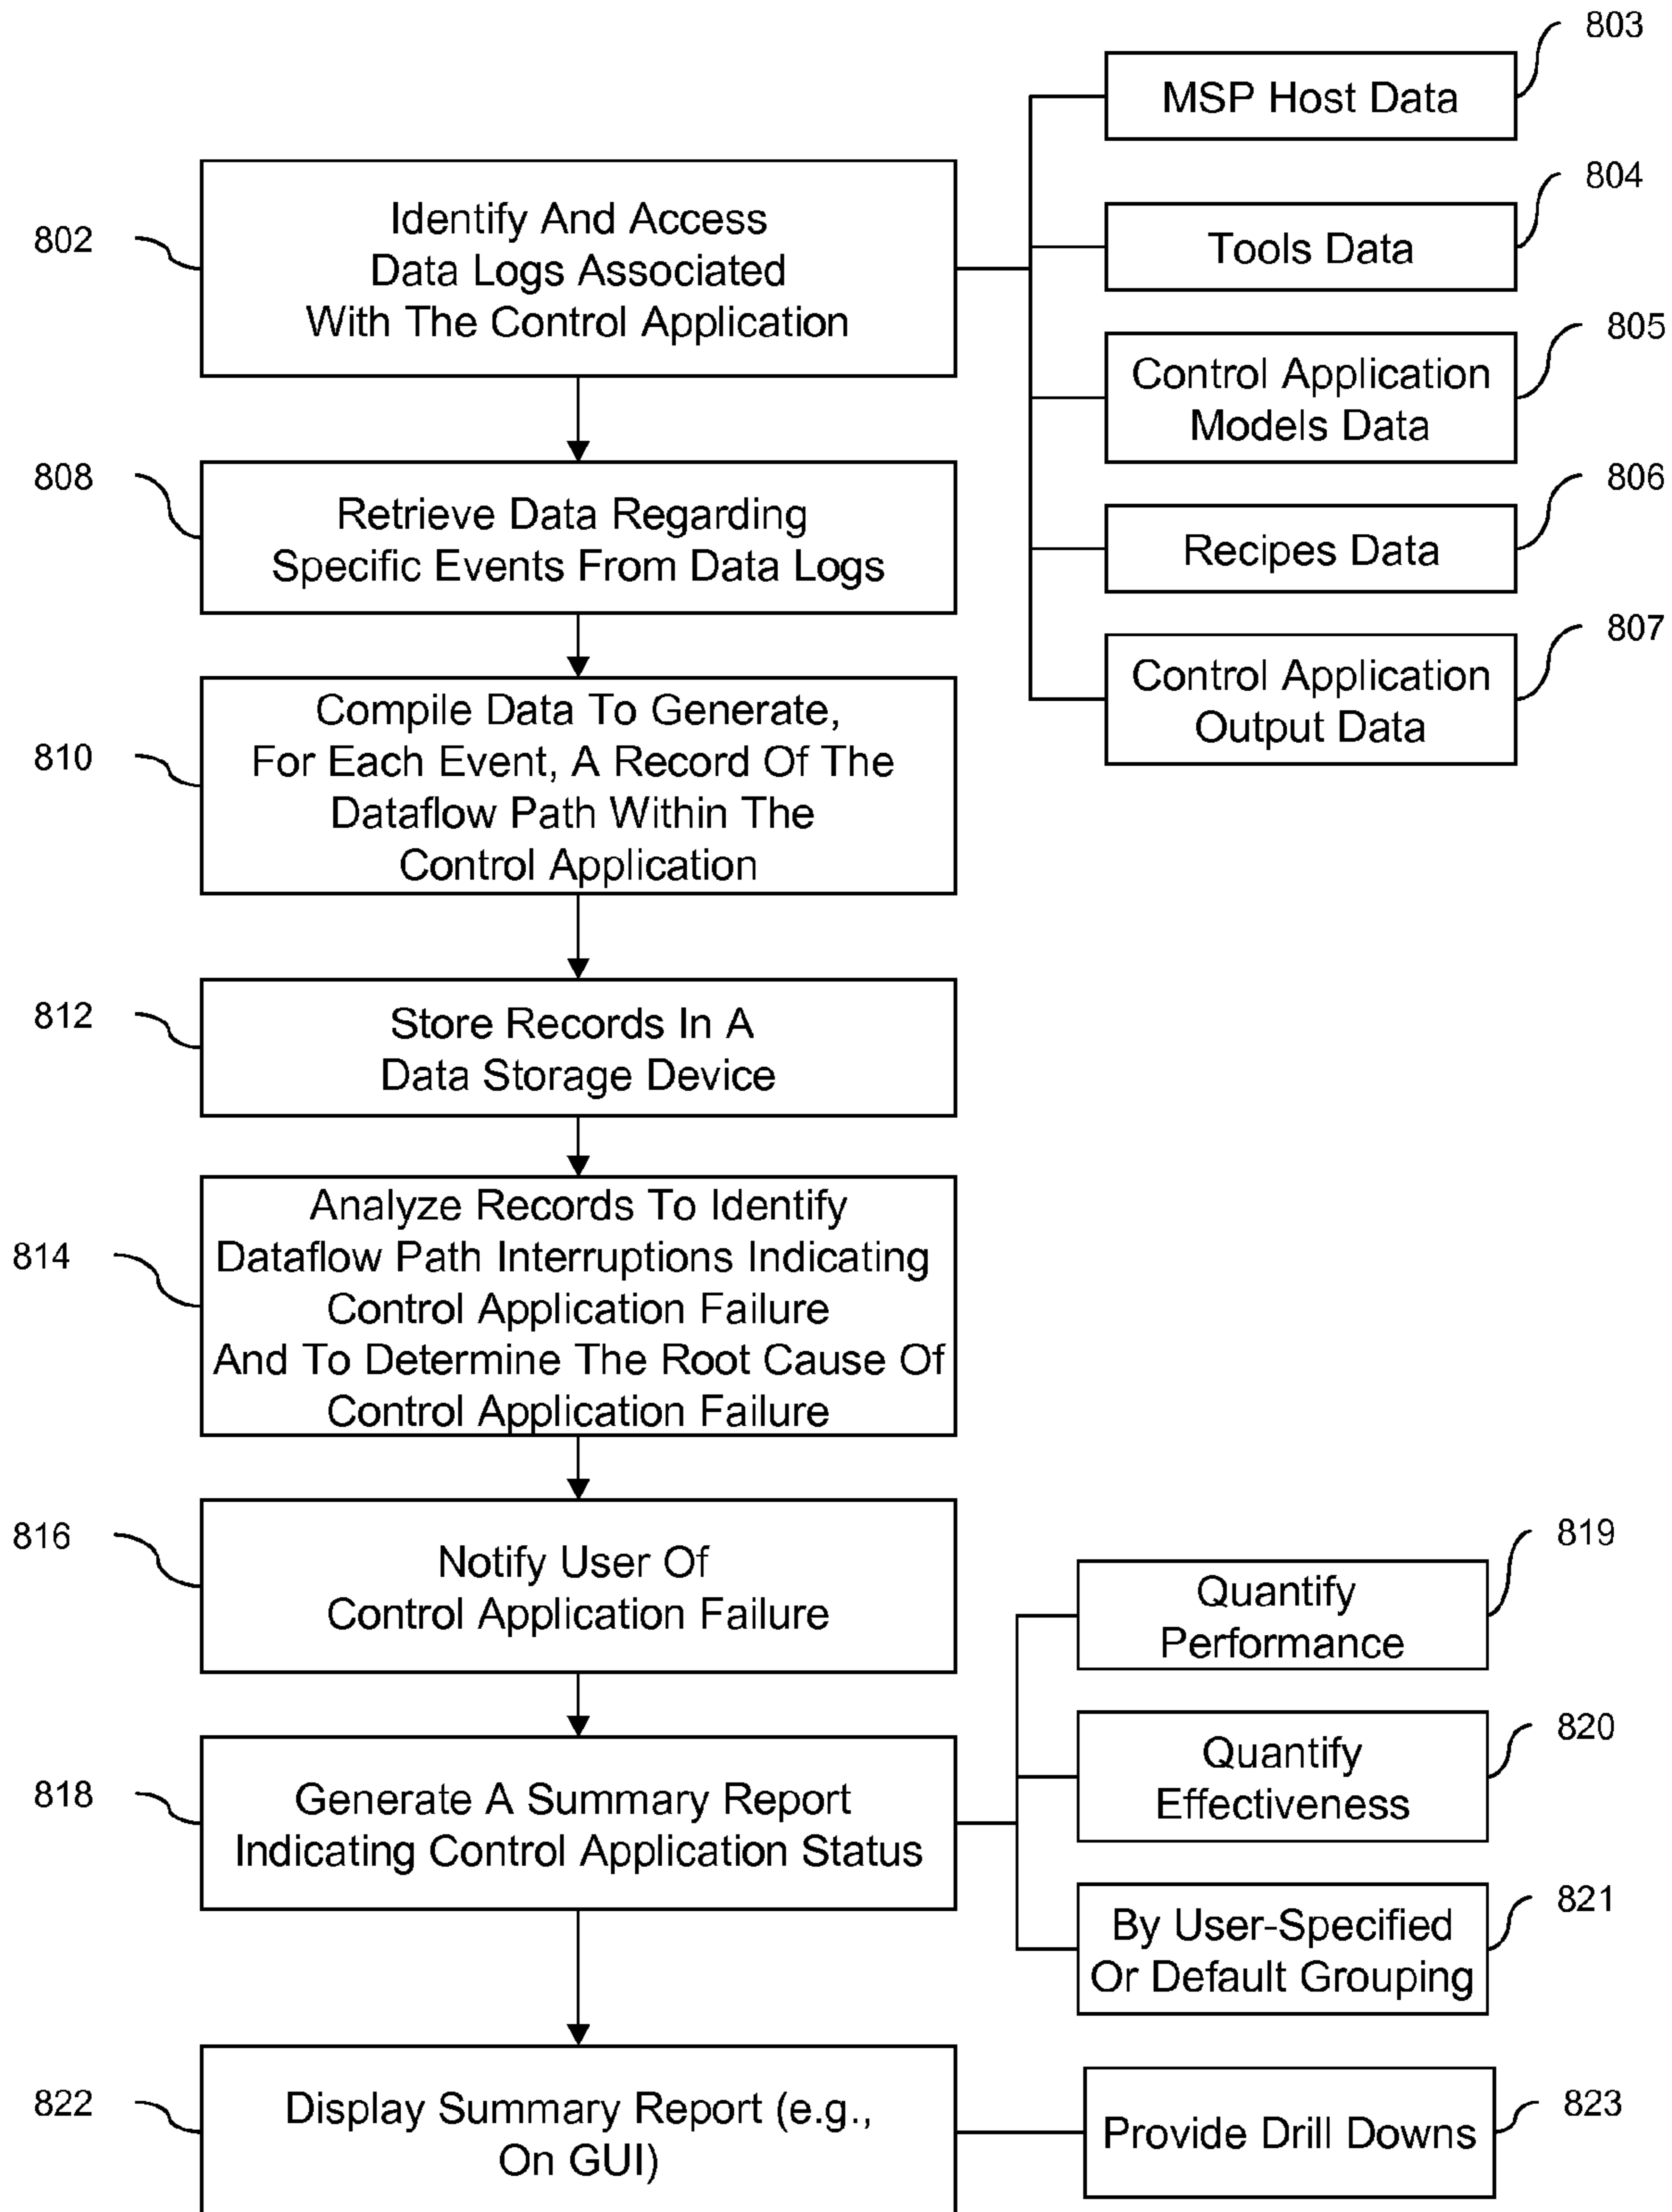 803
MSP Host Data
804
Tools Data
802
Identify And Access
Data Logs Associated
With The Control Application
805
Control Application
Models Data
806
Recipes Data
807
Control Application
Output Data
808
Retrieve Data Regarding
Specific Events From Data Logs
810
Compile Data To Generate,
For Each Event, A Record Of The
Dataflow Path Within The
Control Application
812
Store Records In A
Data Storage Device
814
Analyze Records To Identify
Dataflow Path Interruptions Indicating
Control Application Failure
And To Determine The Root Cause Of
Control Application Failure
816
Notify User Of
Control Application Failure
818
Generate A Summary Report
Indicating Control Application Status
819
Quantify
Performance
820
Quantify
Effectiveness
821
By User-Specified
Or Default Grouping
822
Display Summary Report (e.g.,
On GUI)
823
Provide Drill Downs